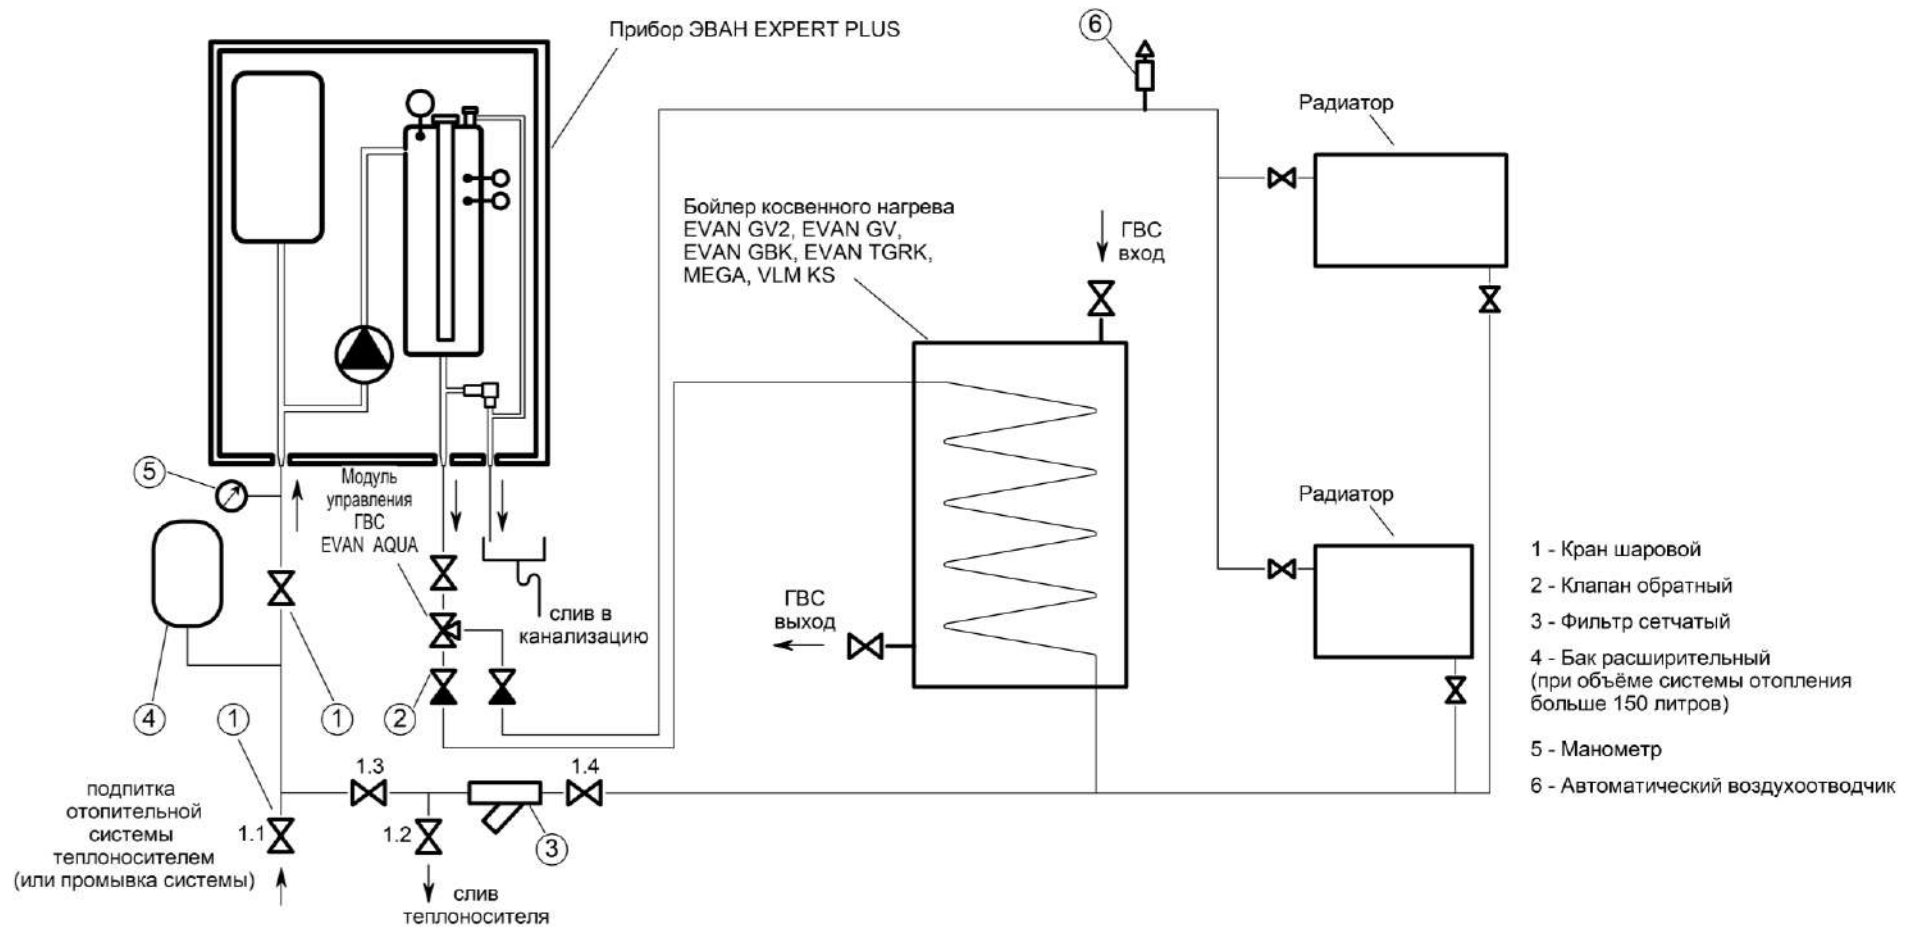 Прибор ЭВАН EXPERT PLUS
6
Радиатор
Бойлер косвенного нагрева
EVAN GV2, EVAN GV,
EVAN GBK, EVAN TGRK,
MEGA, VLM KS
ГВС
вход
5
Модуль
управления
ГВС
EVAN AQUA
Радиатор
слив в
канализацию
ГВС
выход
4
1
1
2
1.3
1.4
подпитка
отопительной
системы
теплоносителем
(или промывка системы)
1.1
1.2
3
слив
теплоносителя
1 - Кран шаровой
2 - Клапан обратный
3 - Фильтр сетчатый
4 - Бак расширительный
(при объёме системы отопления
больше 150 литров)
5 - Манометр
6 - Автоматический воздухоотводчик